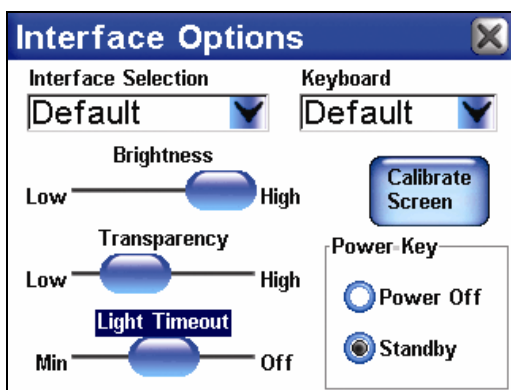 Interface Options
Interface Selection
Keyboard
Default
Default
Brightness
Low
High
Calibrate
Screen
Transparency
Low
High
Power Key
Power Off
Light Timeout
Min
Off
Standby